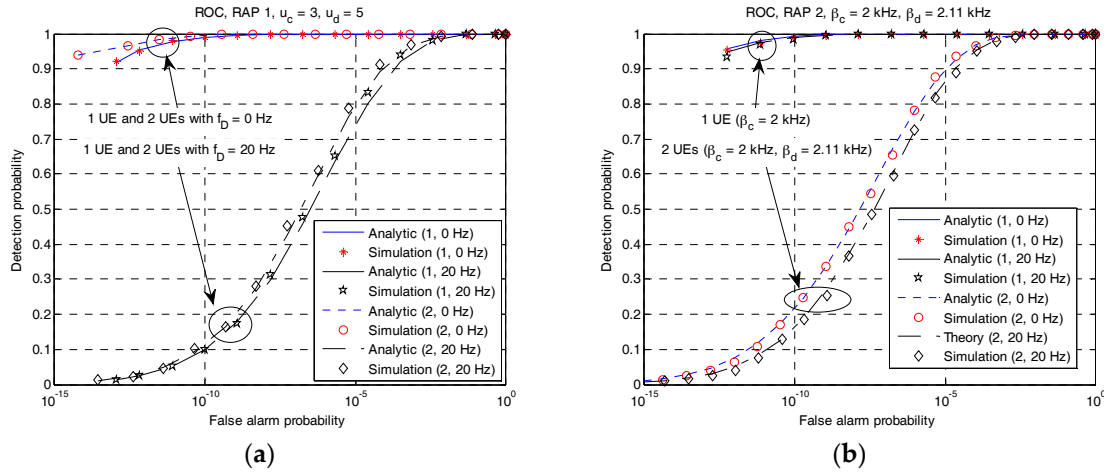 ROC, RAP 1, u_c = 3, u_d = 5
Detection probability
1
0.9
0.8
0.7
0.6
0.5
0.4
0.3
0.2
0.1
0
1 UE and 2 UEs with f_D = 0 Hz
1 UE and 2 UEs with f_D = 20 Hz
Analytic (1, 0 Hz)
Simulation (1, 0 Hz)
Analytic (1, 20 Hz)
Simulation (1, 20 Hz)
Analytic (2, 0 Hz)
Simulation (2, 0 Hz)
Analytic (2, 20 Hz)
Simulation (2, 20 Hz)
10^-15 10^-10 10^-5 10^0
False alarm probability
(a)
ROC, RAP 2, β_c = 2 kHz, β_d = 2.11 kHz
Detection probability
1
0.9
0.8
0.7
0.6
0.5
0.4
0.3
0.2
0.1
0
1 UE (β_c = 2 kHz)
2 UEs (β_c = 2 kHz, β_d = 2.11 kHz)
Analytic (1, 0 Hz)
Simulation (1, 0 Hz)
Analytic (1, 20 Hz)
Simulation (1, 20 Hz)
Analytic (2, 0 Hz)
Simulation (2, 0 Hz)
Theory (2, 20 Hz)
Simulation (2, 20 Hz)
10^-15 10^-10 10^-5 10^0
False alarm probability
(b)